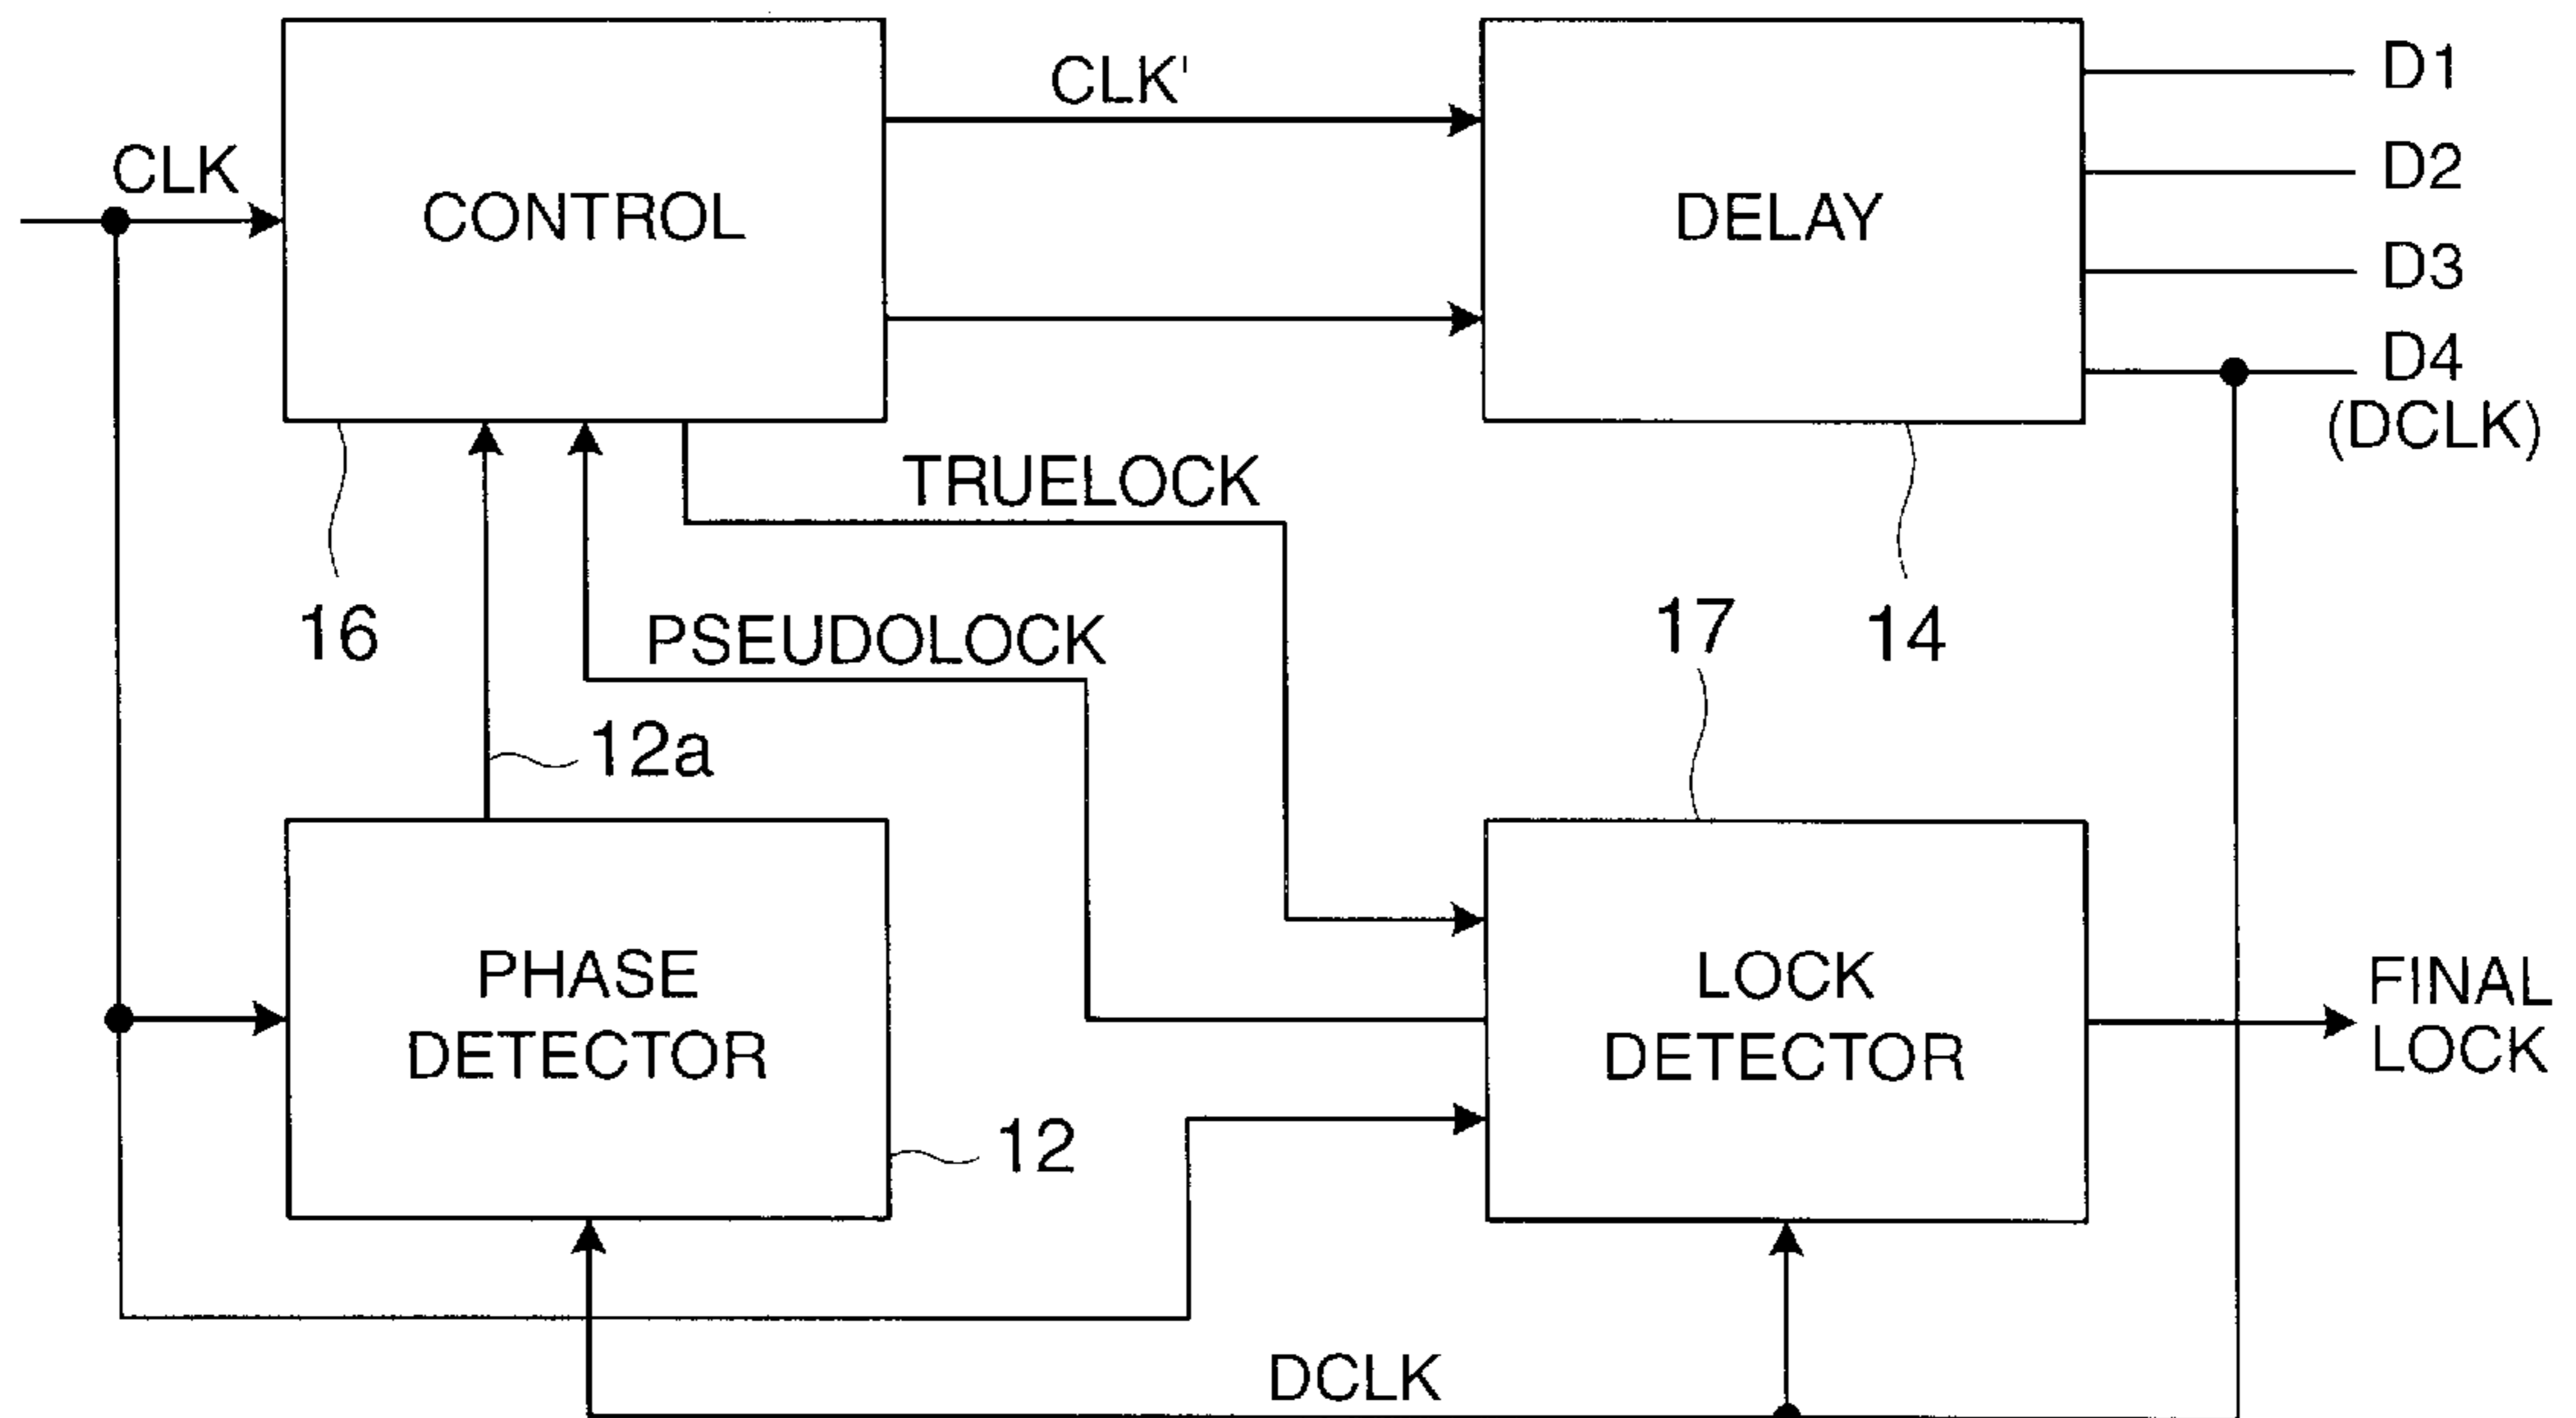 CLK
CONTROL
CLK'
DELAY
D1
D2
D3
D4
(DCLK)
TRUELOCK
16
17
14
PSEUDOLOCK
12a
PHASE
DETECTOR
LOCK
DETECTOR
FINAL
LOCK
12
DCLK